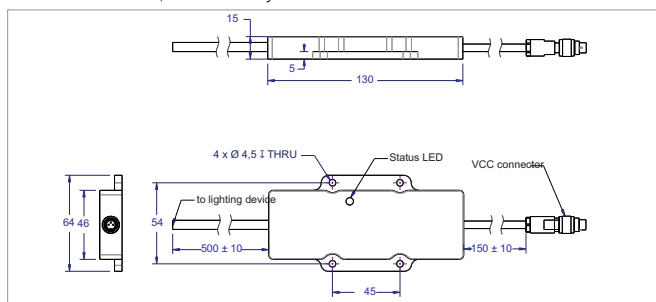 15
5
130
4 x Ø 4,5 ↧ THRU
Status LED
VCC connector
to lighting device
64
46
54
500 ± 10
150 ± 10
45